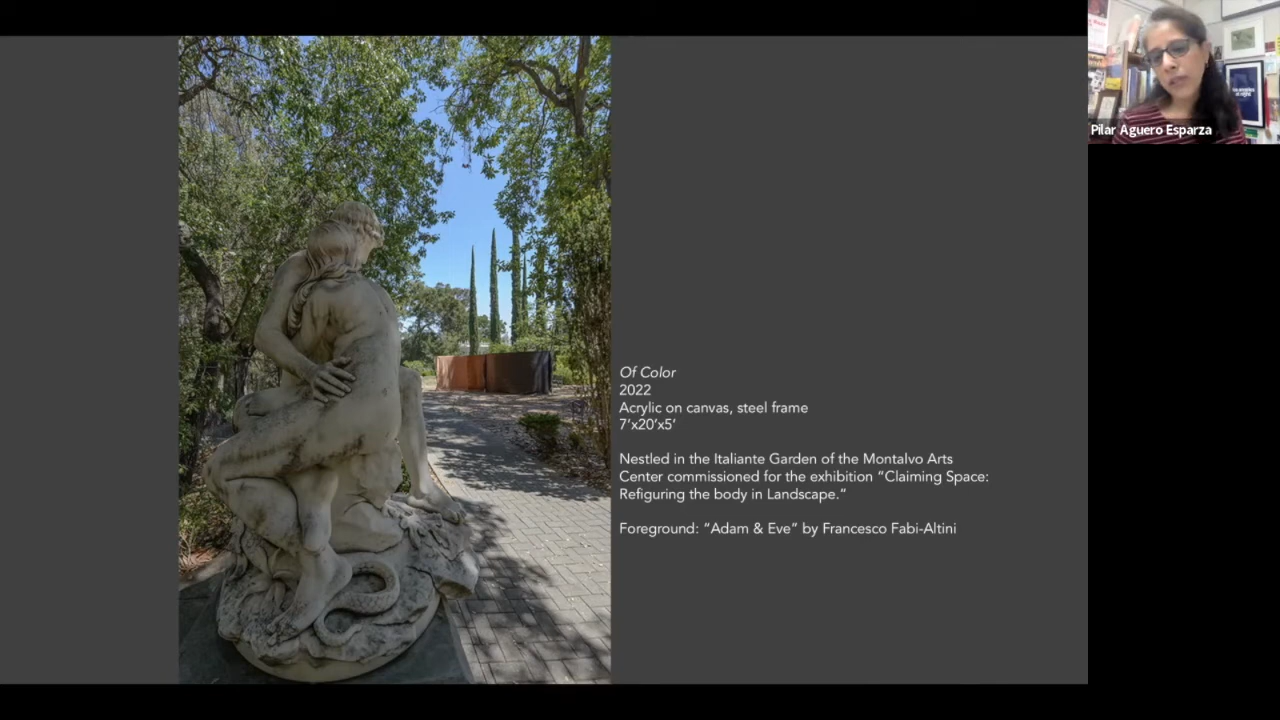 Of Color
2022
Acrylic on canvas, steel frame
7'x20'x5'
Nestled in the Italiante Garden of the Montalvo Arts
Center commissioned for the exhibition “Claiming Space:
Refiguring the body in Landscape.”
Foreground: “Adam & Eve” by Francesco Fabi-Altini
Pilar Aguero Esparza